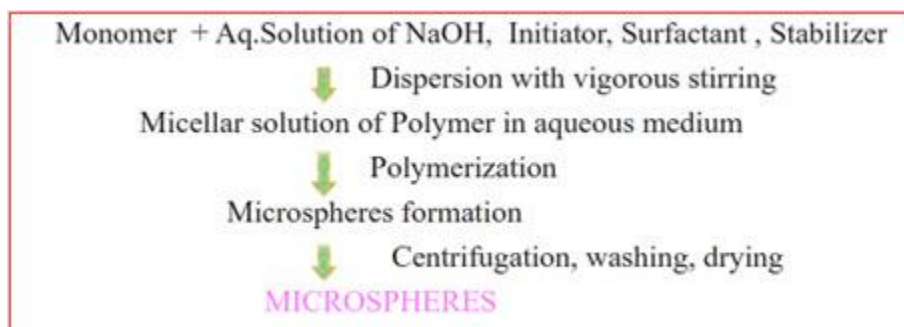 Monomer + Aq.Solution of NaOH, Initiator, Surfactant , Stabilizer
Dispersion with vigorous stirring
Micellar solution of Polymer in aqueous medium
Polymerization
Microspheres formation
Centrifugation, washing, drying
MICROSPHERES